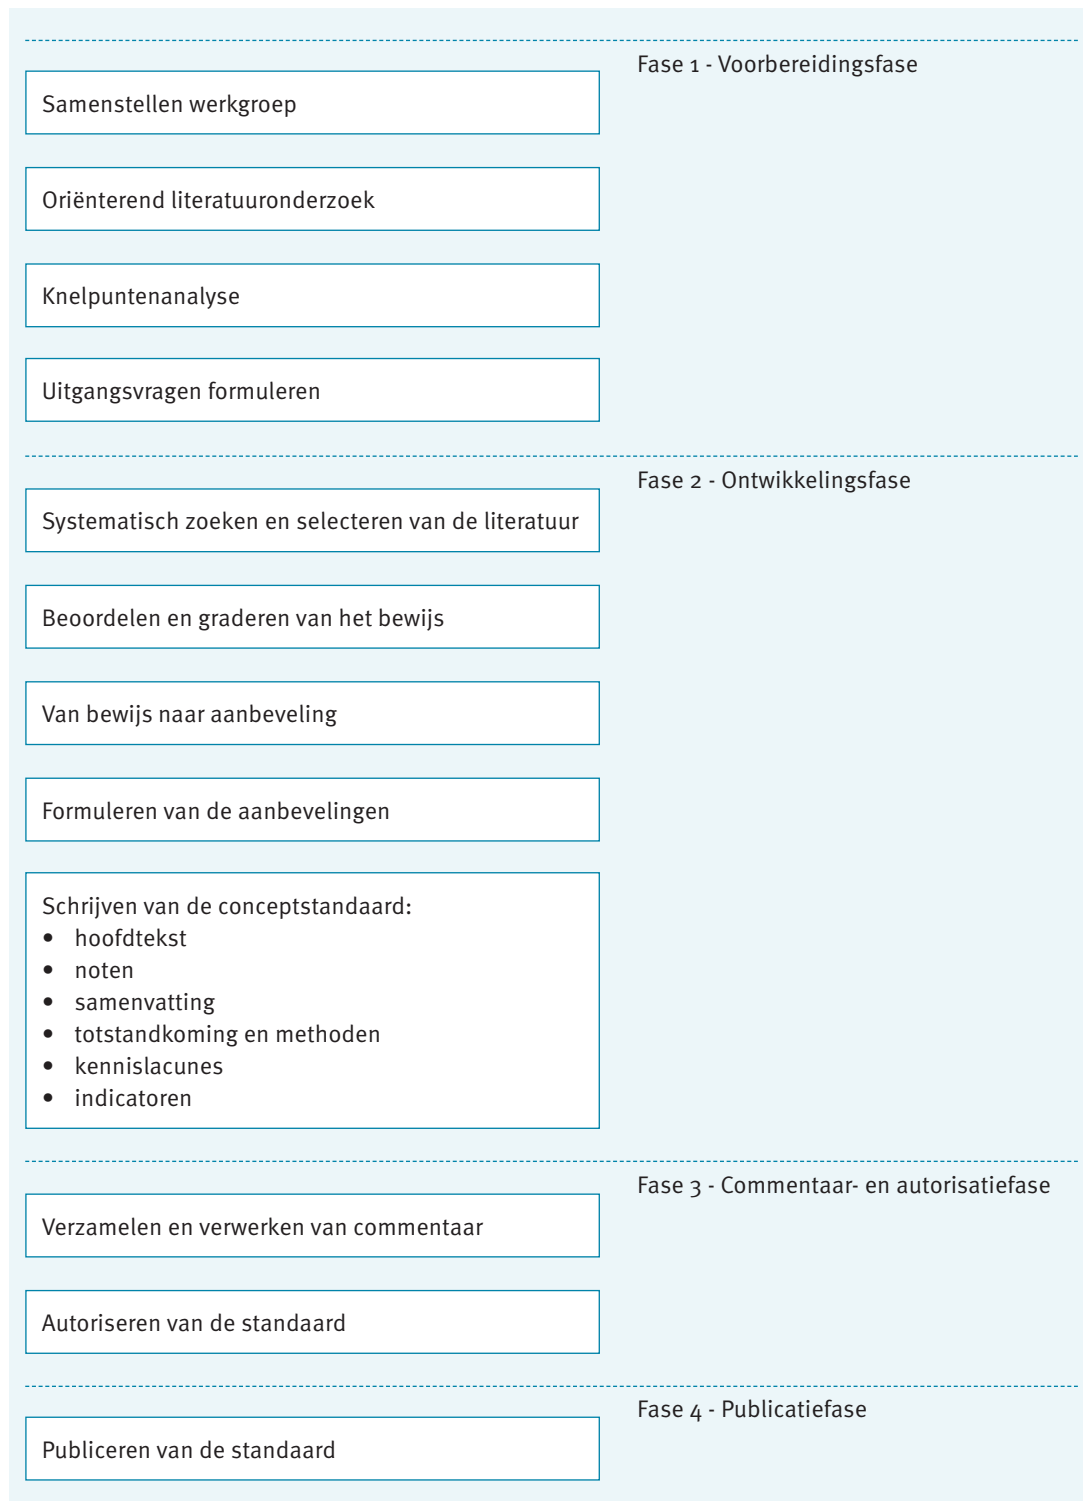 Fase 1 - Voorbereidingsfase
Samenstellen werkgroep
Oriënterend literatuuronderzoek
Knelpuntenanalyse
Uitgangsvragen formuleren
Fase 2 - Ontwikkelingsfase
Systematisch zoeken en selecteren van de literatuur
Beoordelen en graderen van het bewijs
Van bewijs naar aanbeveling
Formuleren van de aanbevelingen
Schrijven van de conceptstandaard:
• hoofdtekst
• noten
• samenvatting
• totstandkoming en methoden
• kennislacunes
• indicatoren
Fase 3 - Commentaar- en autorisatiefase
Verzamelen en verwerken van commentaar
Autoriseren van de standaard
Fase 4 - Publicatiefase
Publiceren van de standaard